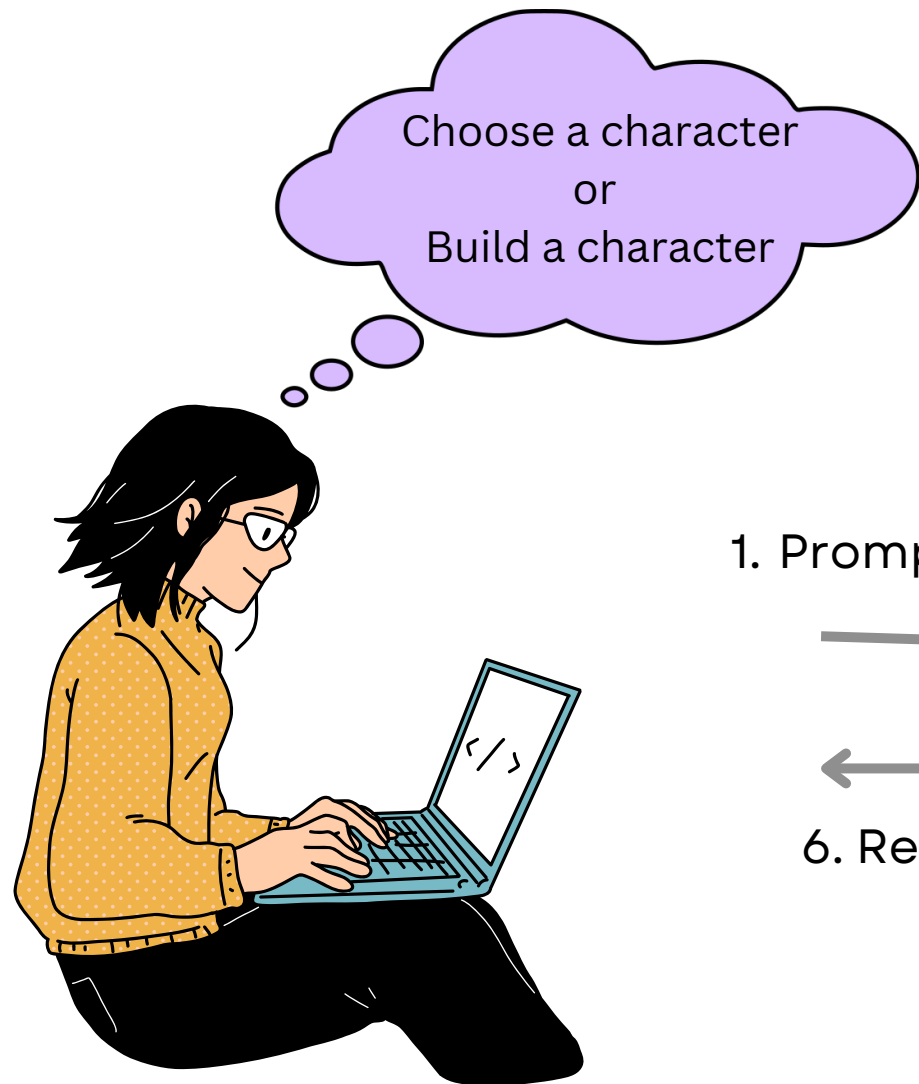 Choose a character
or
Build a character
1. Promp
</>
6. Re